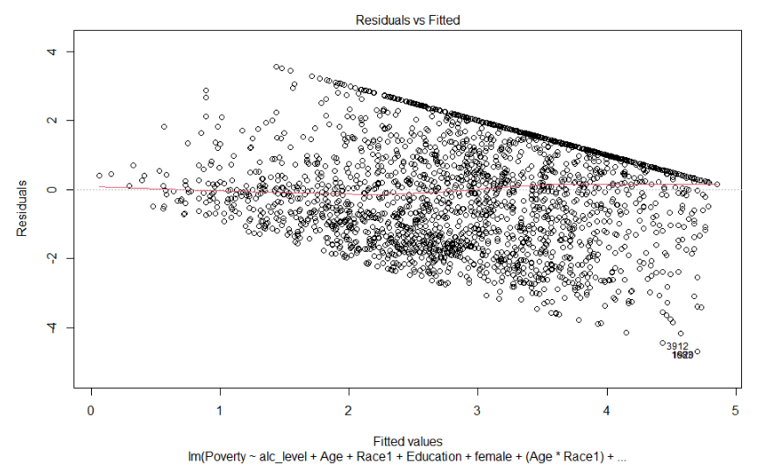 Residuals vs Fitted
4
2
0
-2
-4
Residuals
3912
0 1 2 3 4 5
Fitted values
lm(Poverty ~ alc_level + Age + Race1 + Education + female + (Age * Race1) + ...